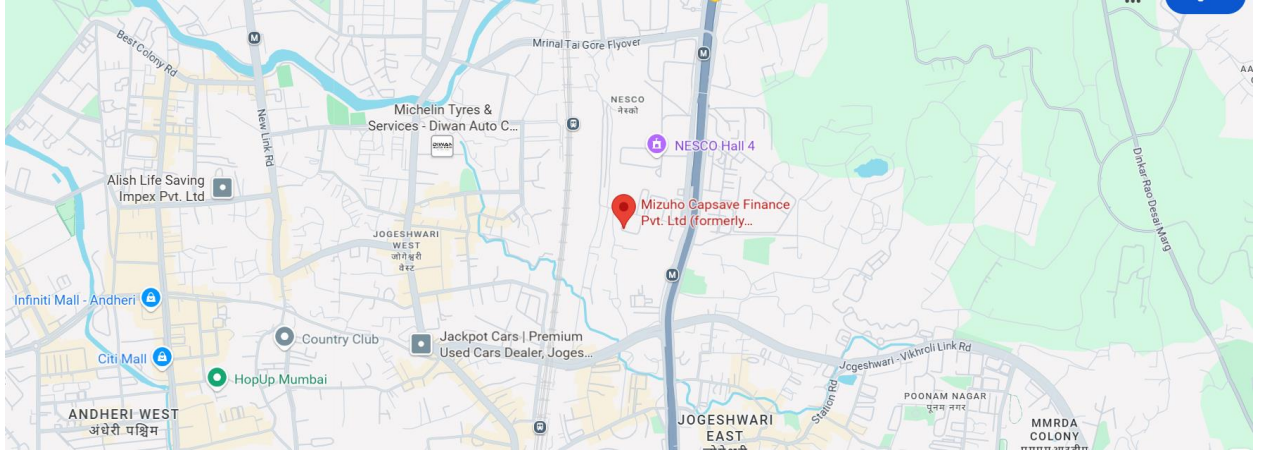 Best Colony Rd
M
Mrinal Tai Gore Flyover
M
NESCO
नेस्को
Michelin Tyres &
Services - Diwan Auto C...
New Link Rd
NESCO Hall 4
Dinkar Rao Desai Marg
Alish Life Saving
Impex Pvt. Ltd
Mizuho Capsave Finance
Pvt. Ltd (formerly...
JOGESHWARI
WEST
जोगेश्वरी
वेस्ट
M
Infiniti Mall - Andheri
Country Club
Jackpot Cars | Premium
Used Cars Dealer, Joges...
Citi Mall
HopUp Mumbai
Jogeshwari - Vikhroli Link Rd
Station Rd
POONAM NAGAR
पूनम नगर
ANDHERI WEST
अंधेरी पश्चिम
JOGESHWARI
EAST
MMRDA
COLONY